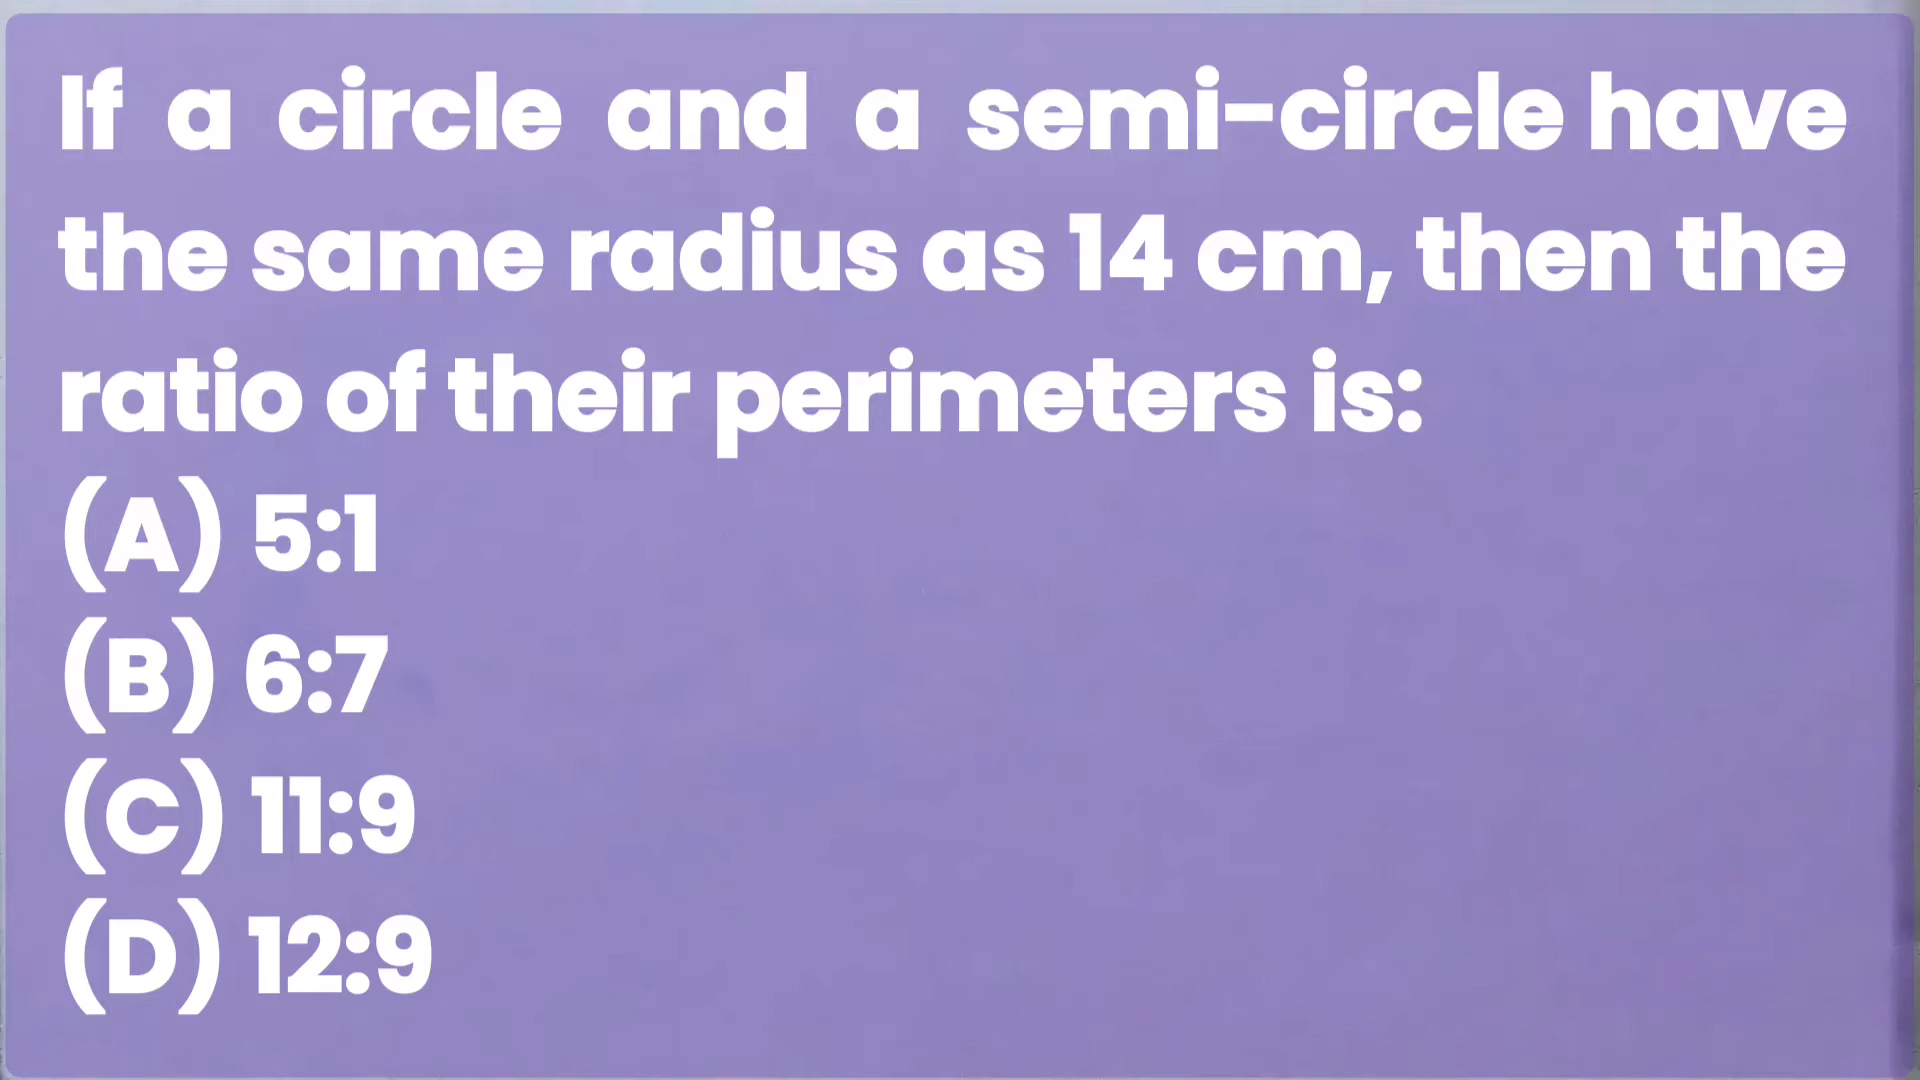 If a circle and a semi-circle have
the same radius as 14 cm, then the
ratio of their perimeters is:
(A) 5:1
(B) 6:7
(C) 11:9
(D) 12:9